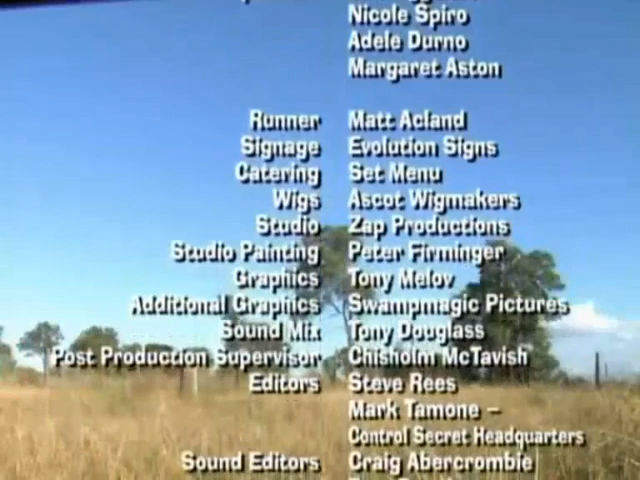 Nicole Spiro
Adele Durno
Margaret Aston
Runner Matt Acland
Signage Evolution Signs
Catering Set Menu
Wigs Ascot Wigmakers
Studio Zap Productions
Studio Painting Peter Firminger
Graphics Tony Melov
Additional Graphics Swampmagic Pictures
Sound Mix Tony Douglass
Post Production Supervisor Chisholm McTavish
Editors Steve Rees
Mark Tamone –
Control Secret Headquarters
Sound Editors Craig Abercrombie